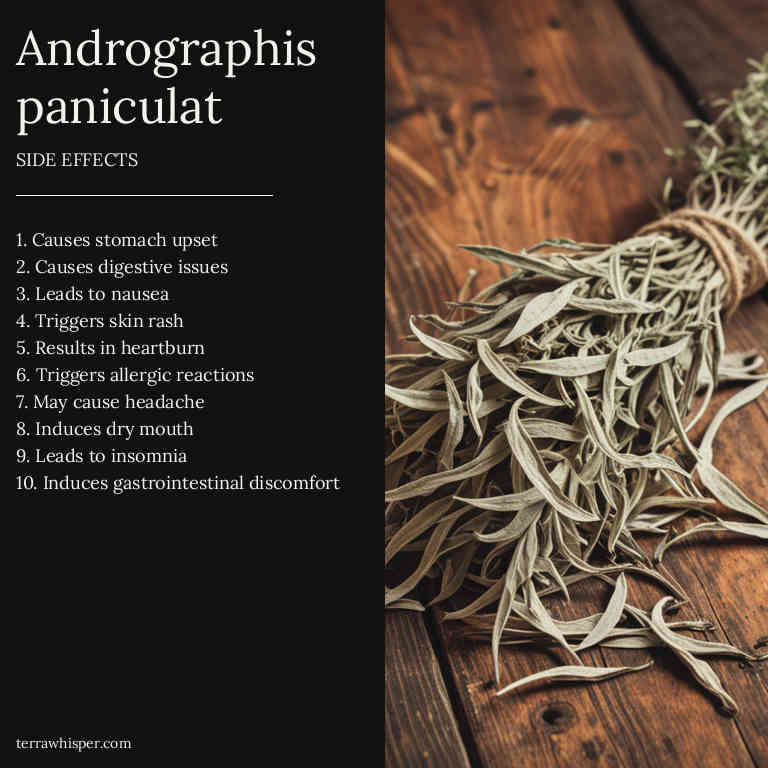 Andrographis
paniculat
SIDE EFFECTS
1. Causes stomach upset
2. Causes digestive issues
3. Leads to nausea
4. Triggers skin rash
5. Results in heartburn
6. Triggers allergic reactions
7. May cause headache
8. Induces dry mouth
9. Leads to insomnia
10. Induces gastrointestinal discomfort
terrawhisper.com